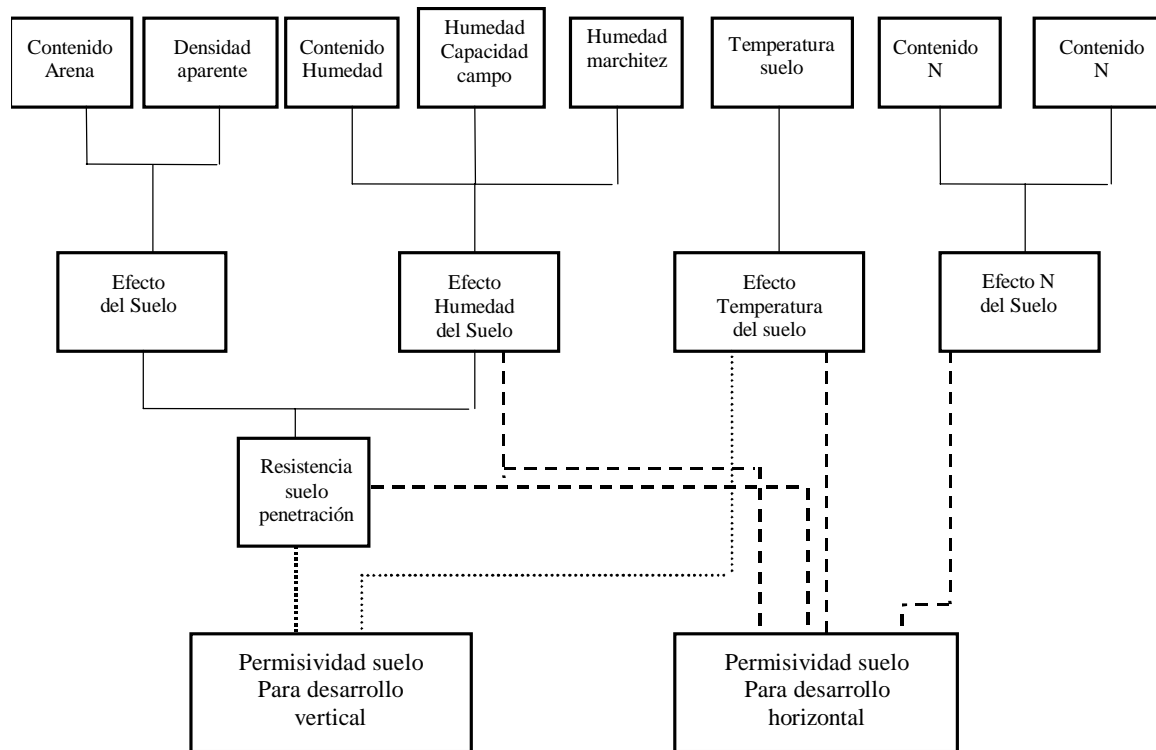 Contenido
Arena
Densidad
aparente
Contenido
Humedad
Humedad
Capacidad
campo
Humedad
marchitez
Temperatura
suelo
Contenido
N
Contenido
N
Efecto
del Suelo
Efecto
Humedad
del Suelo
Efecto
Temperatura
del suelo
Efecto N
del Suelo
Resistencia
suelo
penetración
Permisividad suelo
Para desarrollo
vertical
Permisividad suelo
Para desarrollo
horizontal